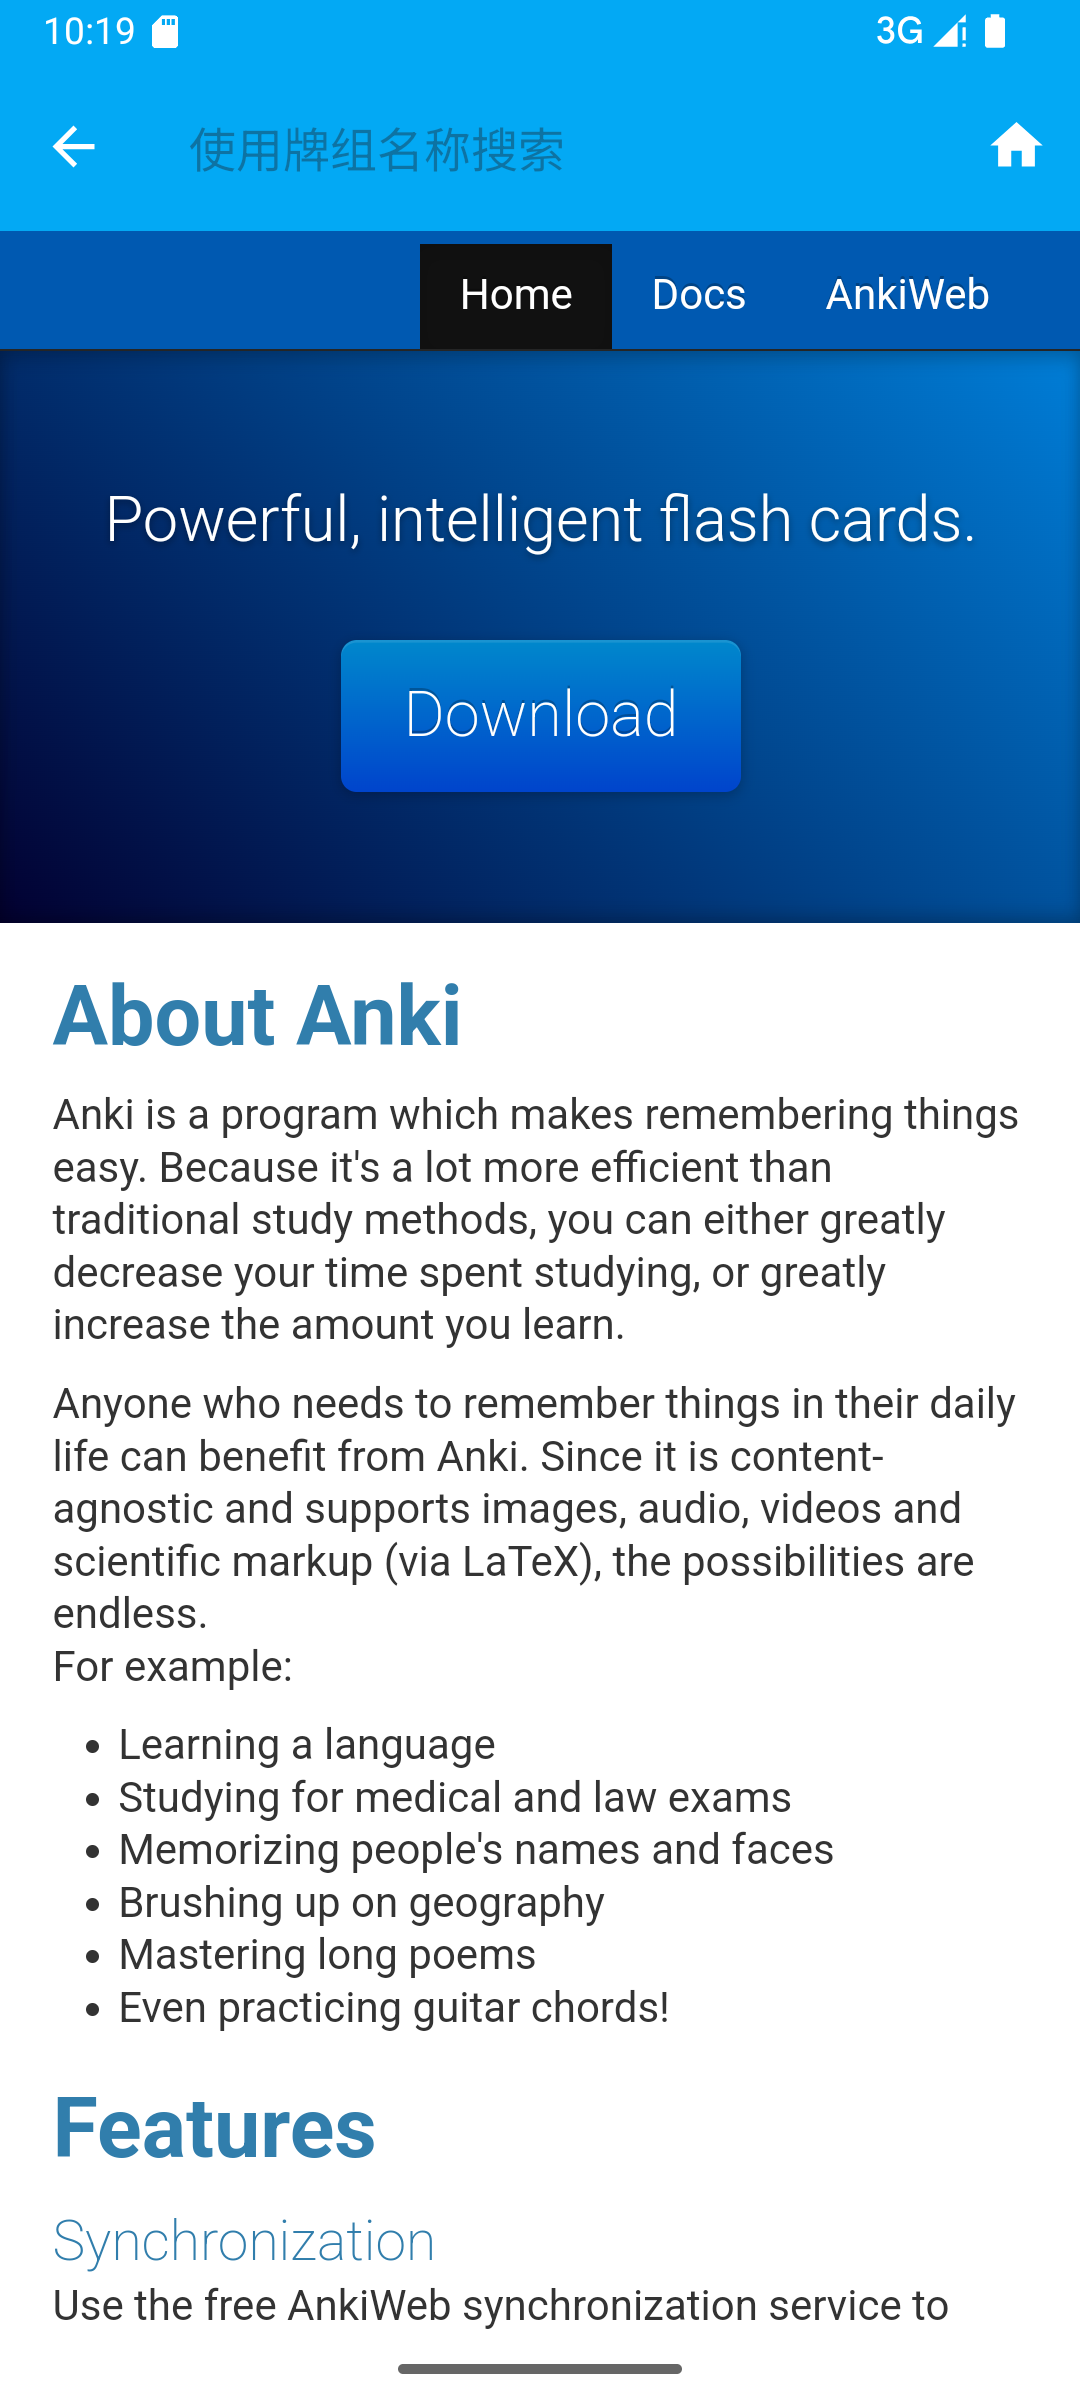 10:19
3G
使用牌组名称搜索
Home
Docs
AnkiWeb
Powerful, intelligent flash cards.
Download
About Anki
Anki is a program which makes remembering things
easy. Because it's a lot more efficient than
traditional study methods, you can either greatly
decrease your time spent studying, or greatly
increase the amount you learn.
Anyone who needs to remember things in their daily
life can benefit from Anki. Since it is content-
agnostic and supports images, audio, videos and
scientific markup (via LaTeX), the possibilities are
endless.
For example:
Learning a language
Studying for medical and law exams
Memorizing people's names and faces
Brushing up on geography
Mastering long poems
Even practicing guitar chords!
Features
Synchronization
Use the free AnkiWeb synchronization service to